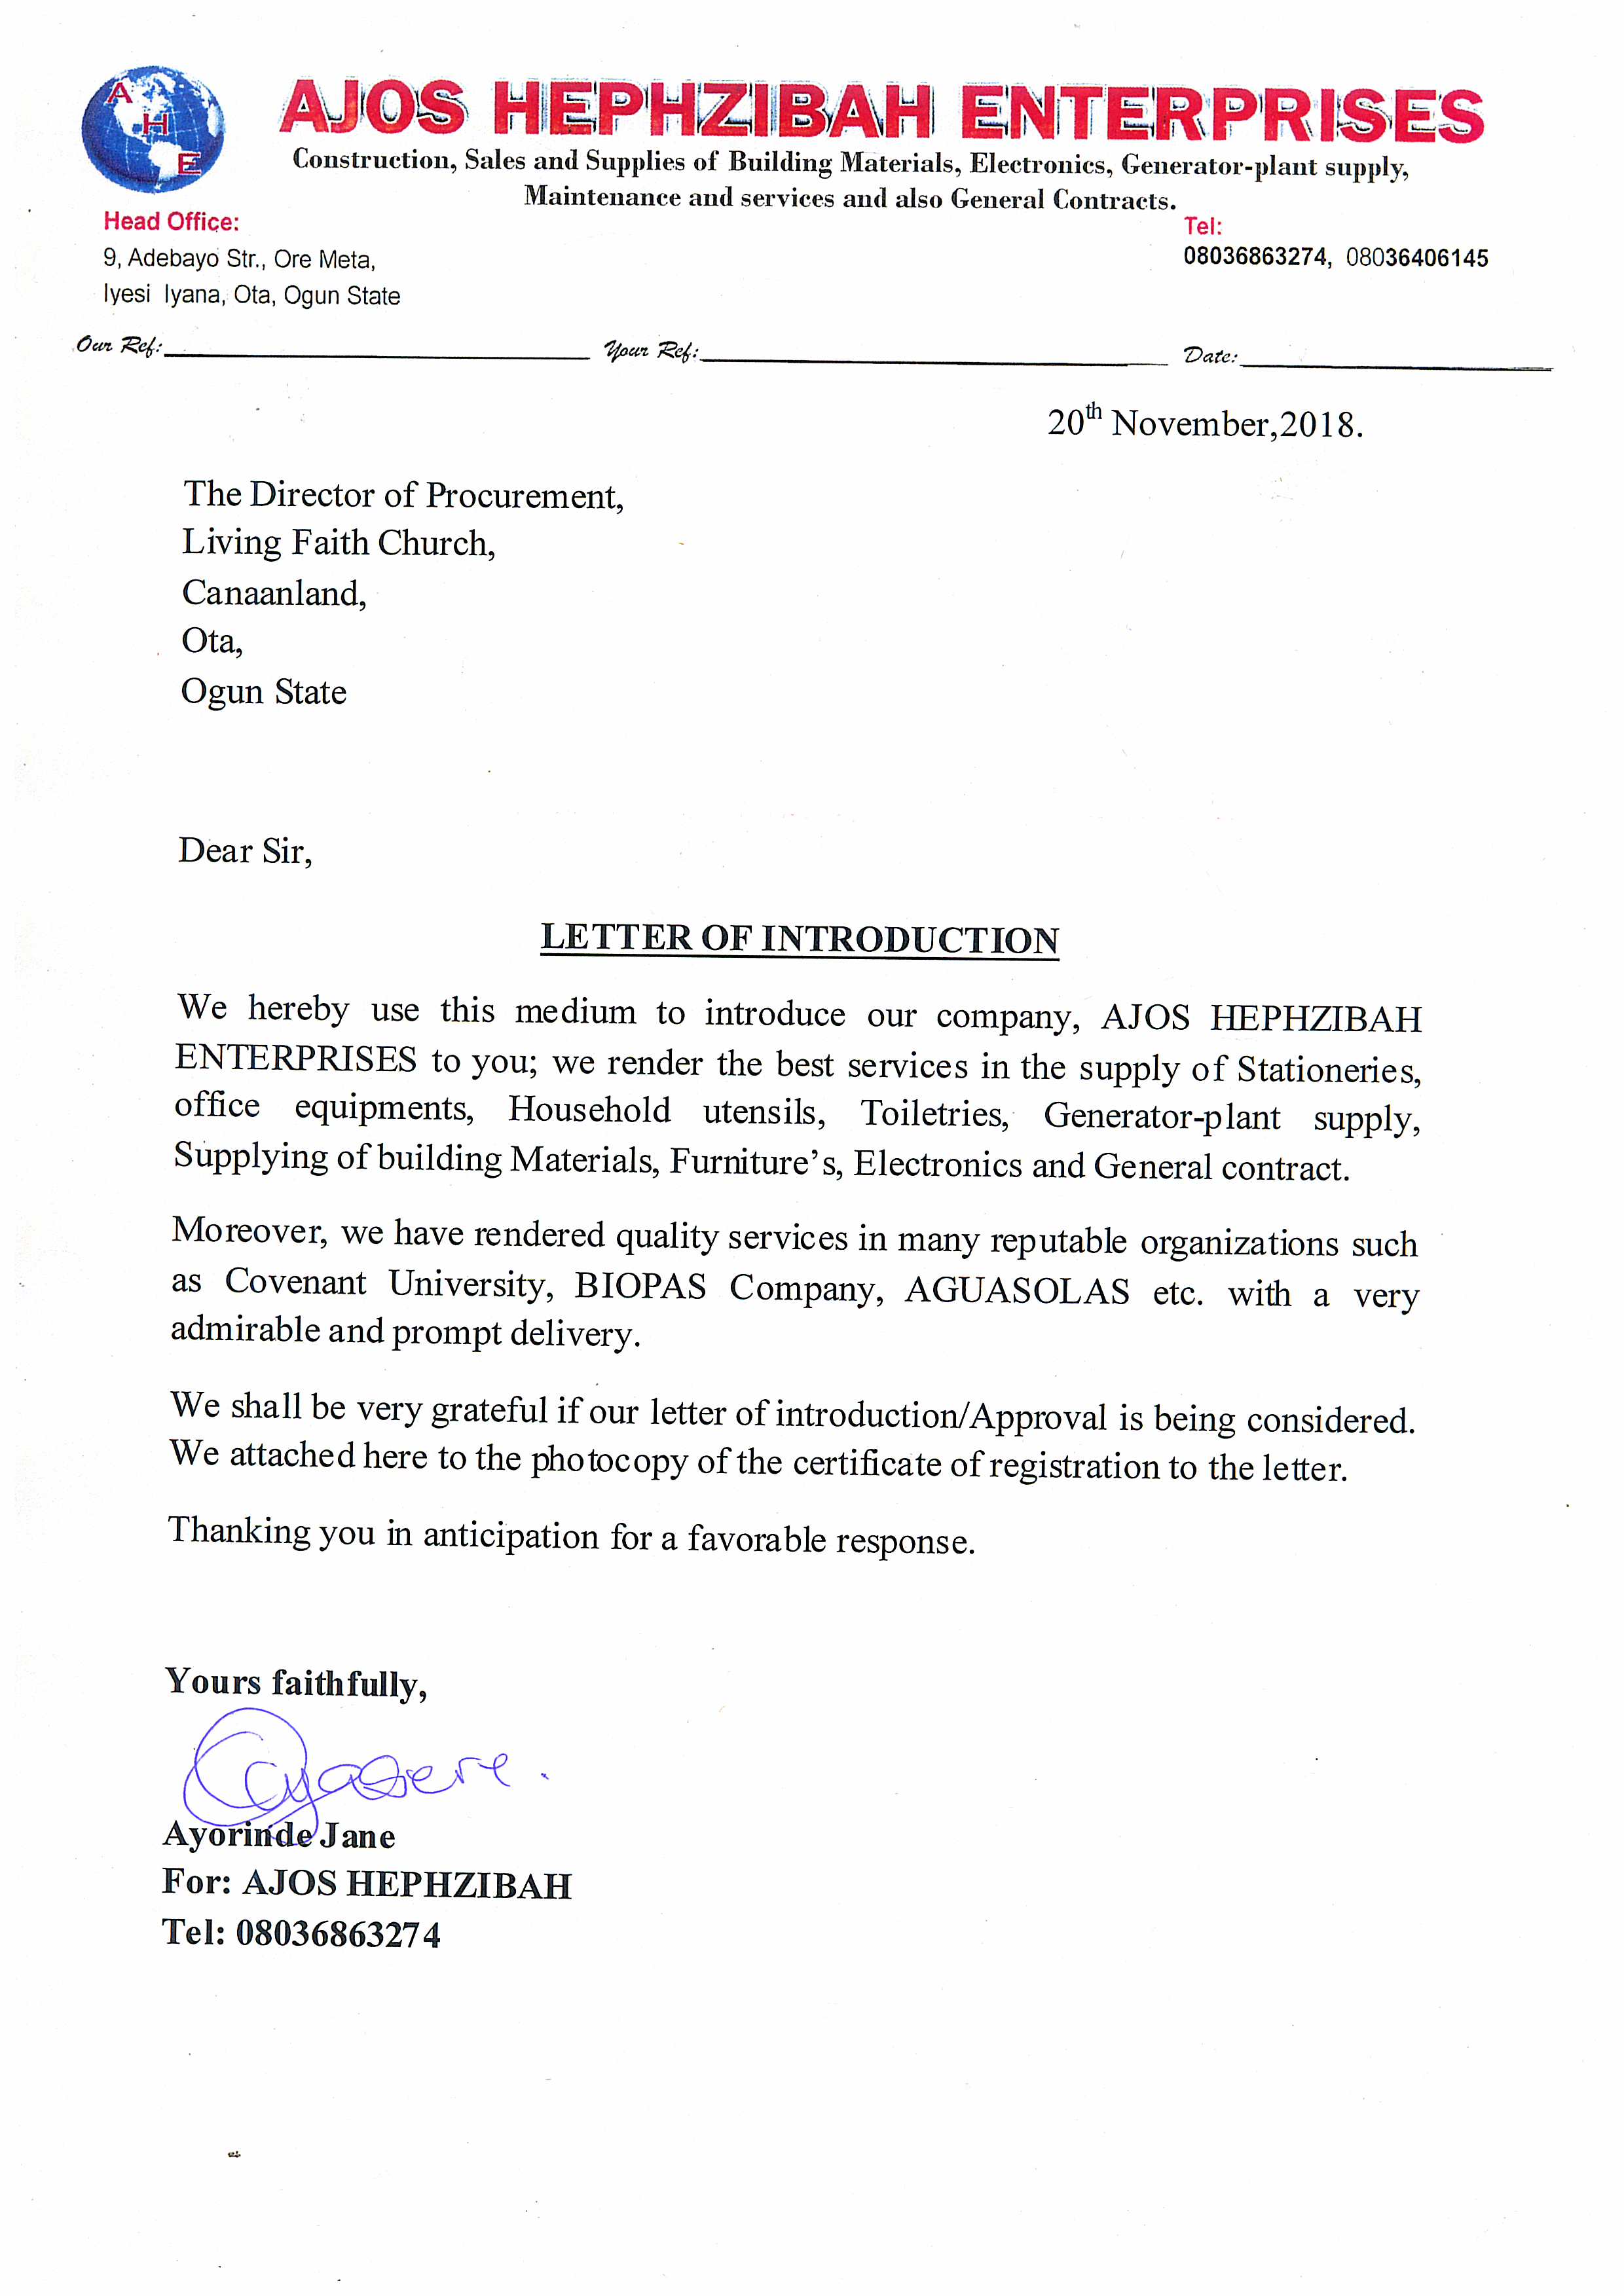 A
H
E
AJOS HEPHZIBAH ENTERPRISES
Construction, Sales and Supplies of Building Materials, Electronics, Generator-plant supply,
Maintenance and services and also General Contracts.
Head Office:
9, Adebayo Str., Ore Meta,
Iyesi Iyana, Ota, Ogun State
Tel:
08036863274, 08036406145
Our Ref: Your Ref: Date:
20th November,2018.
The Director of Procurement,
Living Faith Church,
Canaanland,
Ota,
Ogun State
Dear Sir,
LETTER OF INTRODUCTION
We hereby use this medium to introduce our company, AJOS HEPHZIBAH
ENTERPRISES to you; we render the best services in the supply of Stationeries,
office equipments, Household utensils, Toiletries, Generator-plant supply,
Supplying of building Materials, Furniture's, Electronics and General contract.
Moreover, we have rendered quality services in many reputable organizations such
as Covenant University, BIOPAS Company, AGUASOLAS etc. with a very
admirable and prompt delivery.
We shall be very grateful if our letter of introduction/Approval is being considered.
We attached here to the photocopy of the certificate of registration to the letter.
Thanking you in anticipation for a favorable response.
Yours faithfully,
Ayorinde Jane
For: AJOS HEPHZIBAH
Tel: 08036863274